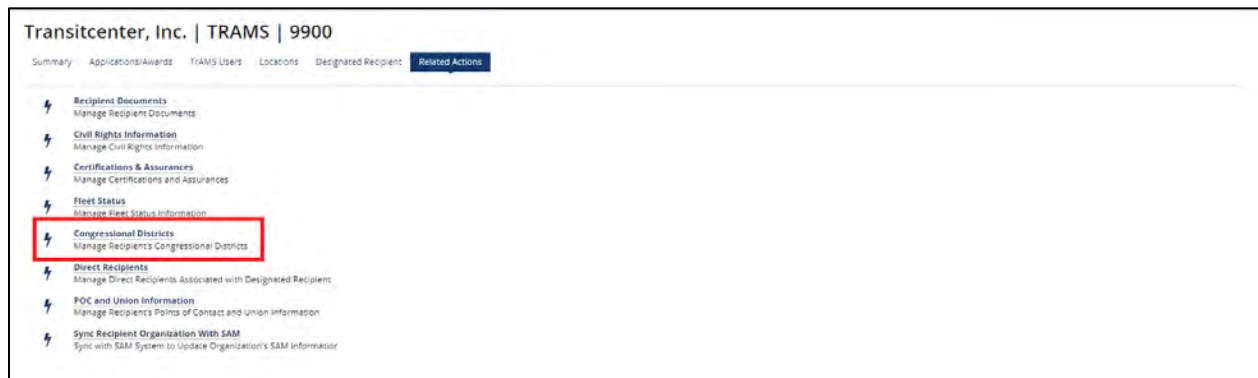 Transitcenter, Inc. | TRAMS | 9900
Summary Applications/Awards TrAMS Users Locations Designated Recipient Related Actions
Recipient Documents
Manage Recipient Documents
Civil Rights Information
Manage Civil Rights Information
Certifications & Assurances
Manage Certifications and Assurances
Fleet Status
Manage Fleet Status Information
Congressional Districts
Manage Recipient's Congressional Districts
Direct Recipients
Manage Direct Recipients Associated with Designated Recipient
POC and Union Information
Manage Recipient's Points of Contact and Union Information
Sync Recipient Organization With SAM
Sync with SAM System to Update Organization's SAM Information